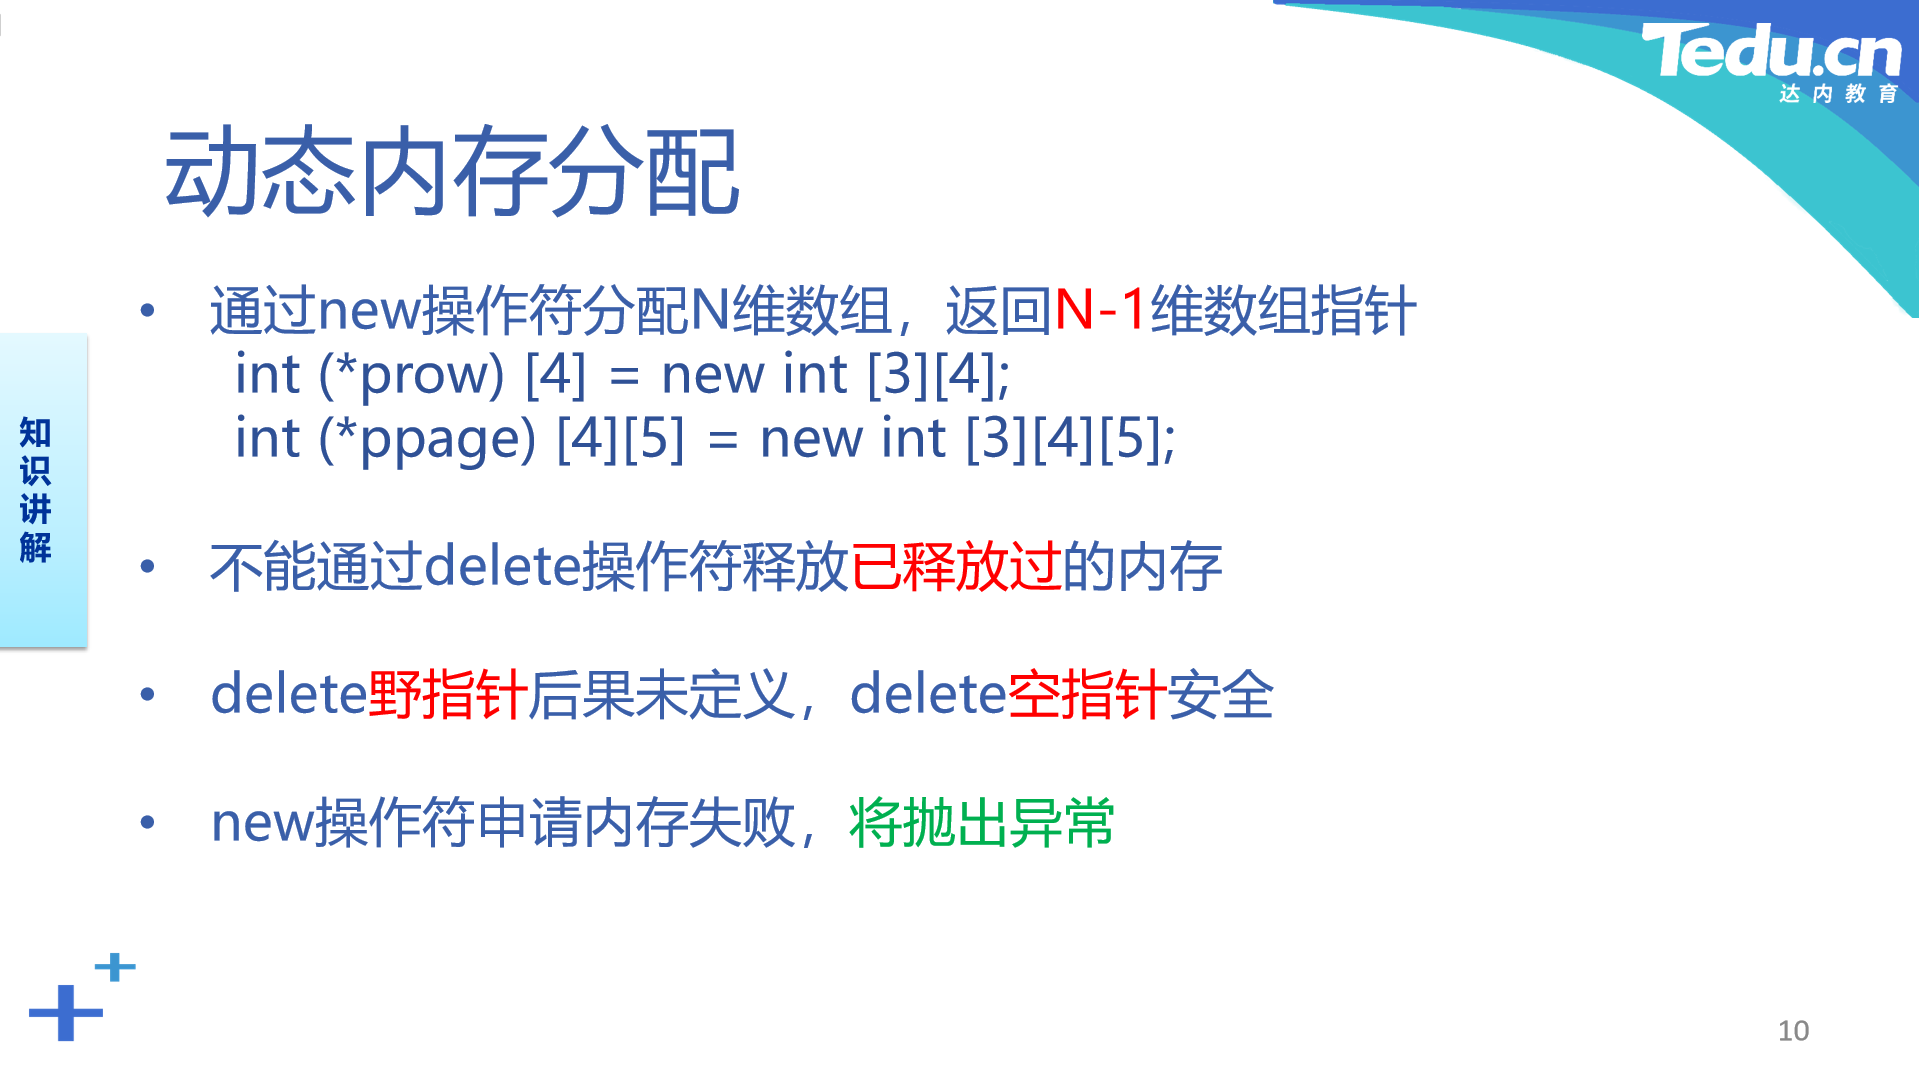 Tedu.cn
达内教育
动态内存分配
• 通过new操作符分配N维数组，返回N-1维数组指针
int (*prow) [4] = new int [3][4];
int (*ppage) [4][5] = new int [3][4][5];
• 不能通过delete操作符释放已释放过的内存
• delete野指针后果未定义，delete空指针安全
• new操作符申请内存失败，将抛出异常
知
识
讲
解
10